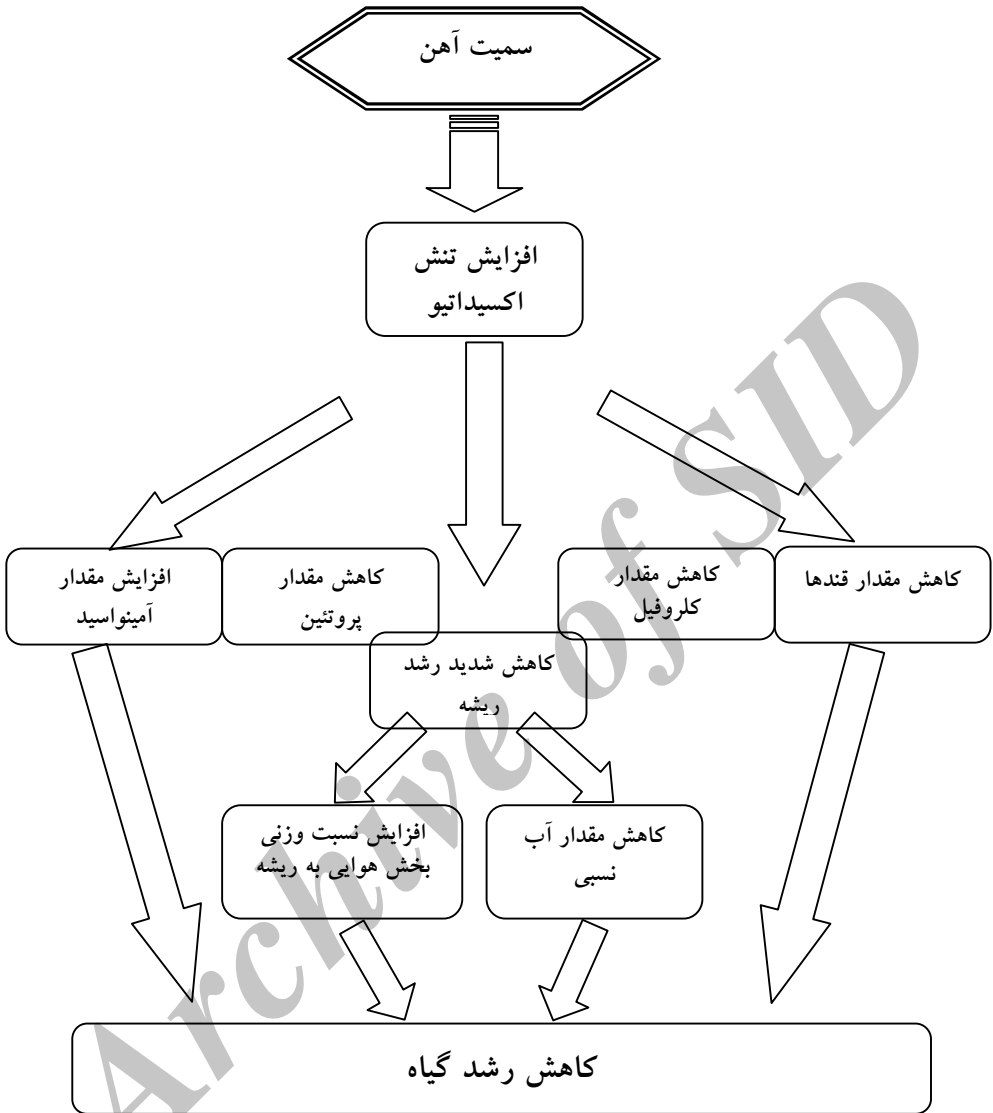 سمیت آهن
افزایش تنش
اکسیداتیو
کاهش مقدار قندها
کاهش مقدار
کلروفیل
کاهش مقدار
پروتئین
افزایش مقدار
آمینواسید
کاهش شدید رشد
ریشه
کاهش مقدار آب
نسبی
افزایش نسبت وزنی
بخش هوایی به ریشه
کاهش رشد گیاه
Archive of SID